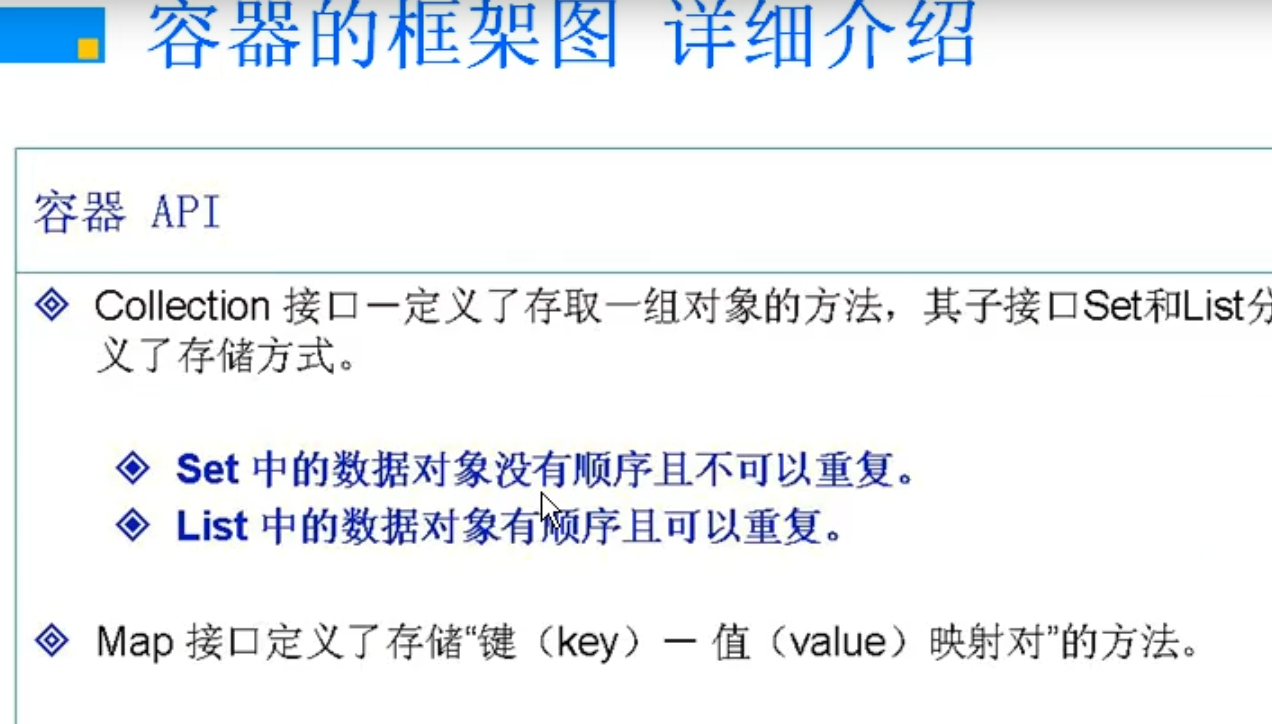 容器的框架图 详细介绍
容器 API
Collection 接口—定义了存取一组对象的方法，其子接口Set和List分
义了存储方式。
Set 中的数据对象没有顺序且不可以重复。
List 中的数据对象有顺序且可以重复。
Map 接口定义了存储“键（key）— 值（value）映射对”的方法。